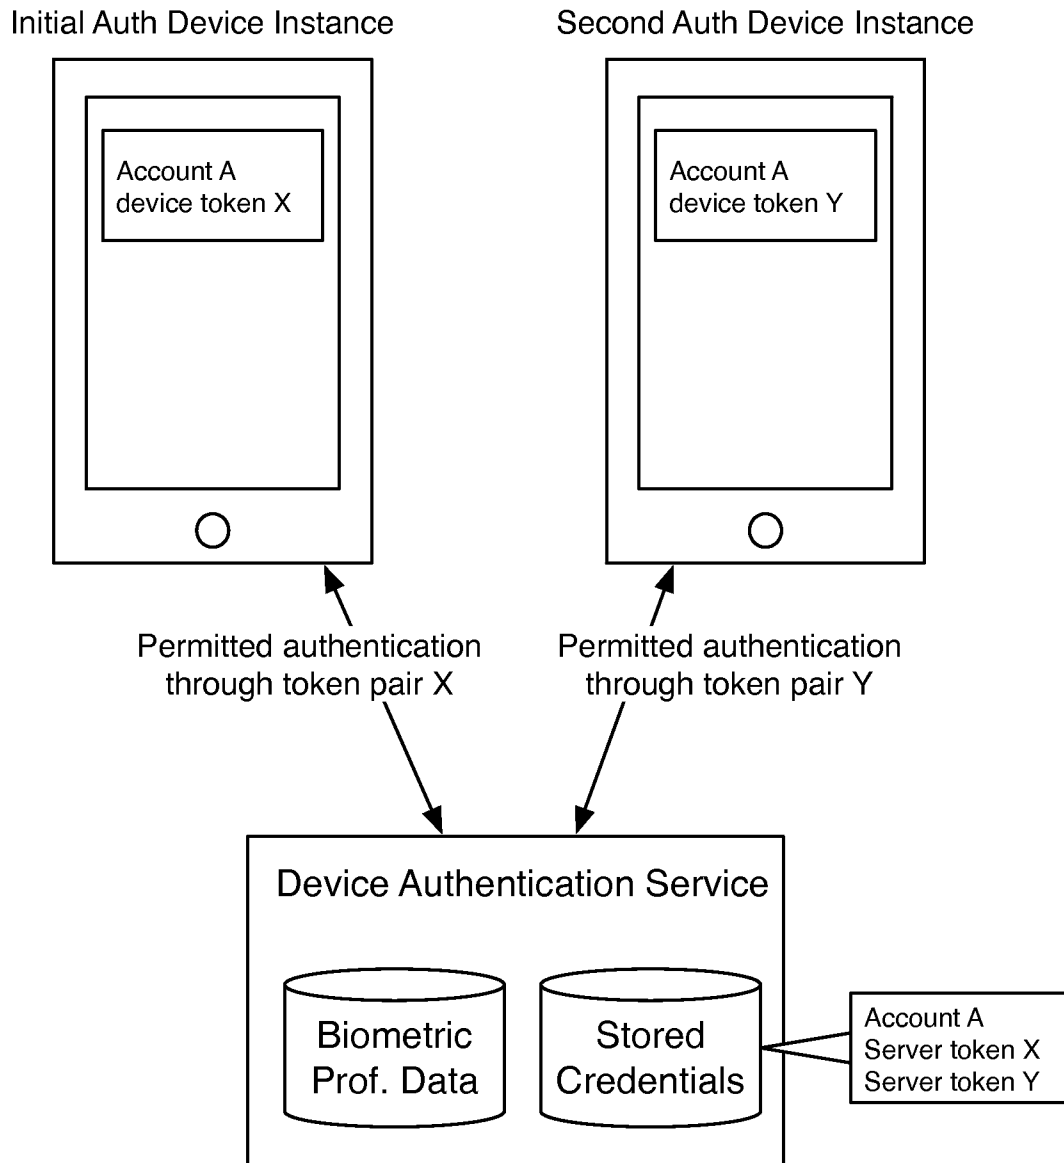 Initial Auth Device Instance
Second Auth Device Instance
Account A
device token X
Account A
device token Y
Permitted authentication
through token pair X
Permitted authentication
through token pair Y
Device Authentication Service
Biometric
Prof. Data
Stored
Credentials
Account A
Server token X
Server token Y